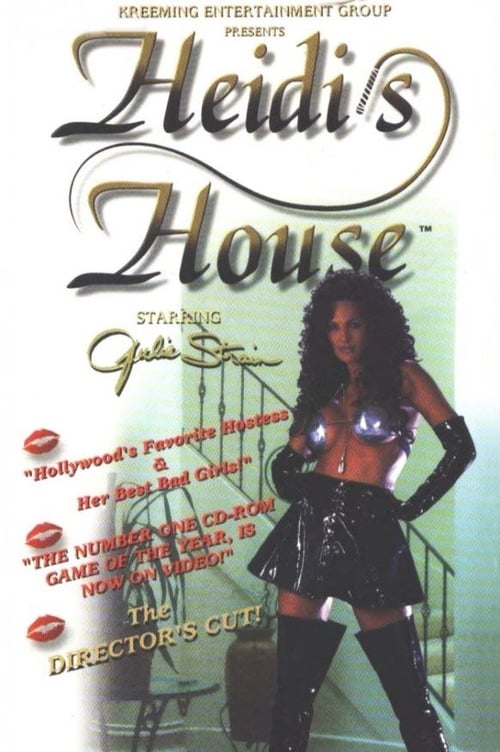 KREEMING ENTERTAINMENT GROUP
PRESENTS
Heidi's
House™
STARRING
Julie Strain
"Hollywood's Favorite Hostess
&
Her Best Bad Girls!"
"THE NUMBER ONE CD-ROM
GAME OF THE YEAR, IS
NOW ON VIDEO!"
The
DIRECTOR'S CUT!